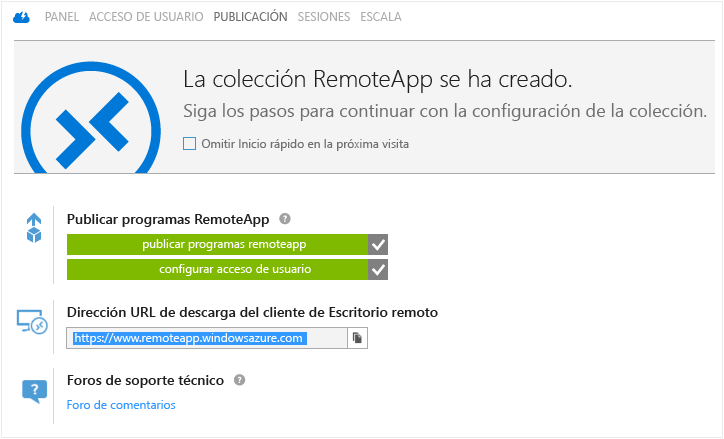 PANEL ACCESO DE USUARIO PUBLICACIÓN SESIONES ESCALA
La colección RemoteApp se ha creado.
Siga los pasos para continuar con la configuración de la colección.
Omitir Inicio rápido en la próxima visita
Publicar programas RemoteApp ?
publicar programas remoteapp
configurar acceso de usuario
Dirección URL de descarga del cliente de Escritorio remoto
https://www.remoteapp.windowsazure.com
Foros de soporte técnico ?
Foro de comentarios